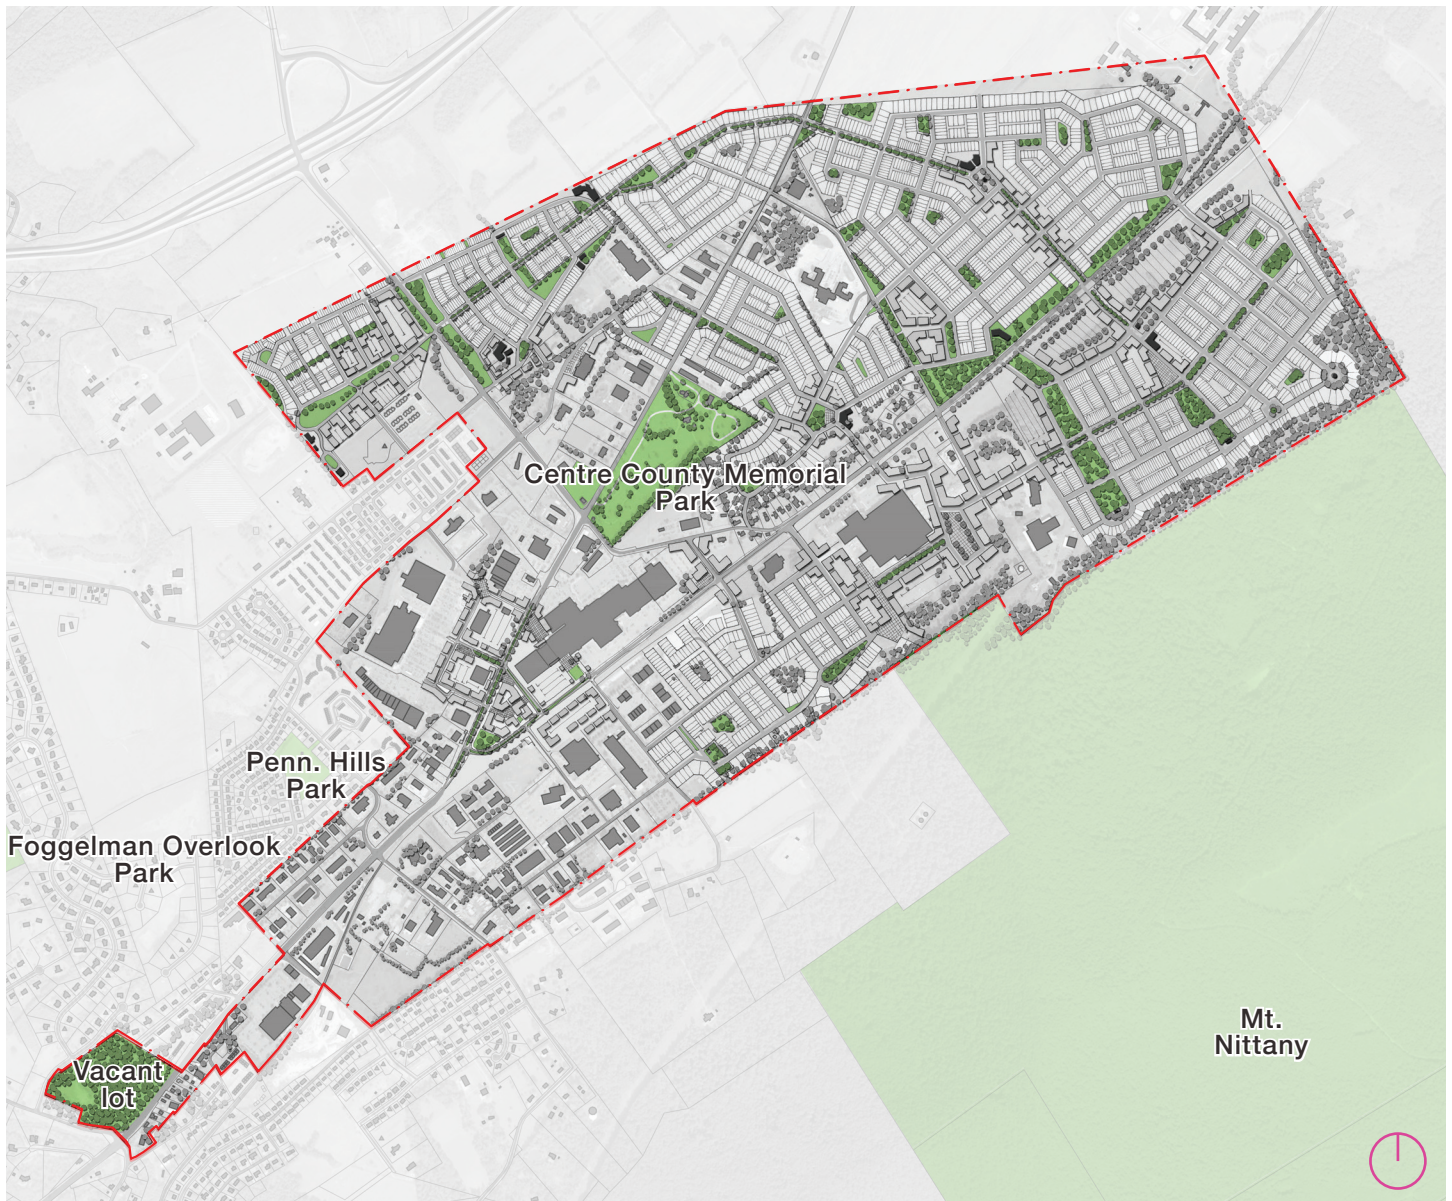 Centre County Memorial
Park
Penn. Hills
Park
Foggelman Overlook
Park
Mt.
Nittany
Vacant
lot